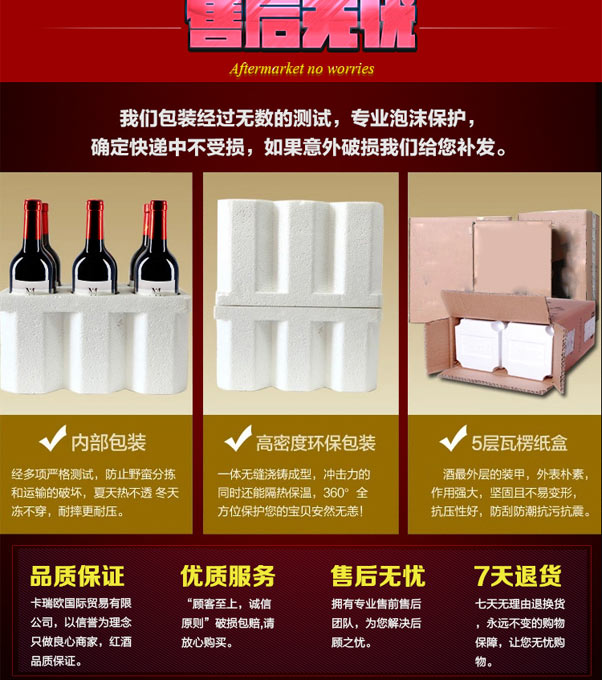 售后无忧
Aftermarket no worries
我们包装经过无数的测试，专业泡沫保护，
确定快递中不受损，如果意外破损我们给您补发。
内部包装
经多项严格测试，防止野蛮分拣
和运输的破坏，夏天热不透 冬天
冻不穿，耐摔更耐压。
高密度环保包装
一体无缝浇铸成型，冲击力的
同时还能隔热保温，360° 全
方位保护您的宝贝安然无恙！
5层瓦楞纸盒
酒最外层的装甲，外表朴素，
作用强大，坚固且不易变形，
抗压性好，防刮防潮抗污抗震。
品质保证
卡瑞欧国际贸易有限
公司，以信誉为理念
只做良心商家，红酒
品质保证。
优质服务
“顾客至上，诚信
原则”破损包赔,请
放心购买。
售后无忧
拥有专业售前售后
团队，为您解决后
顾之忧。
7天退货
七天无理由退换货
，永远不变的购物
保障，让您无忧购
物。